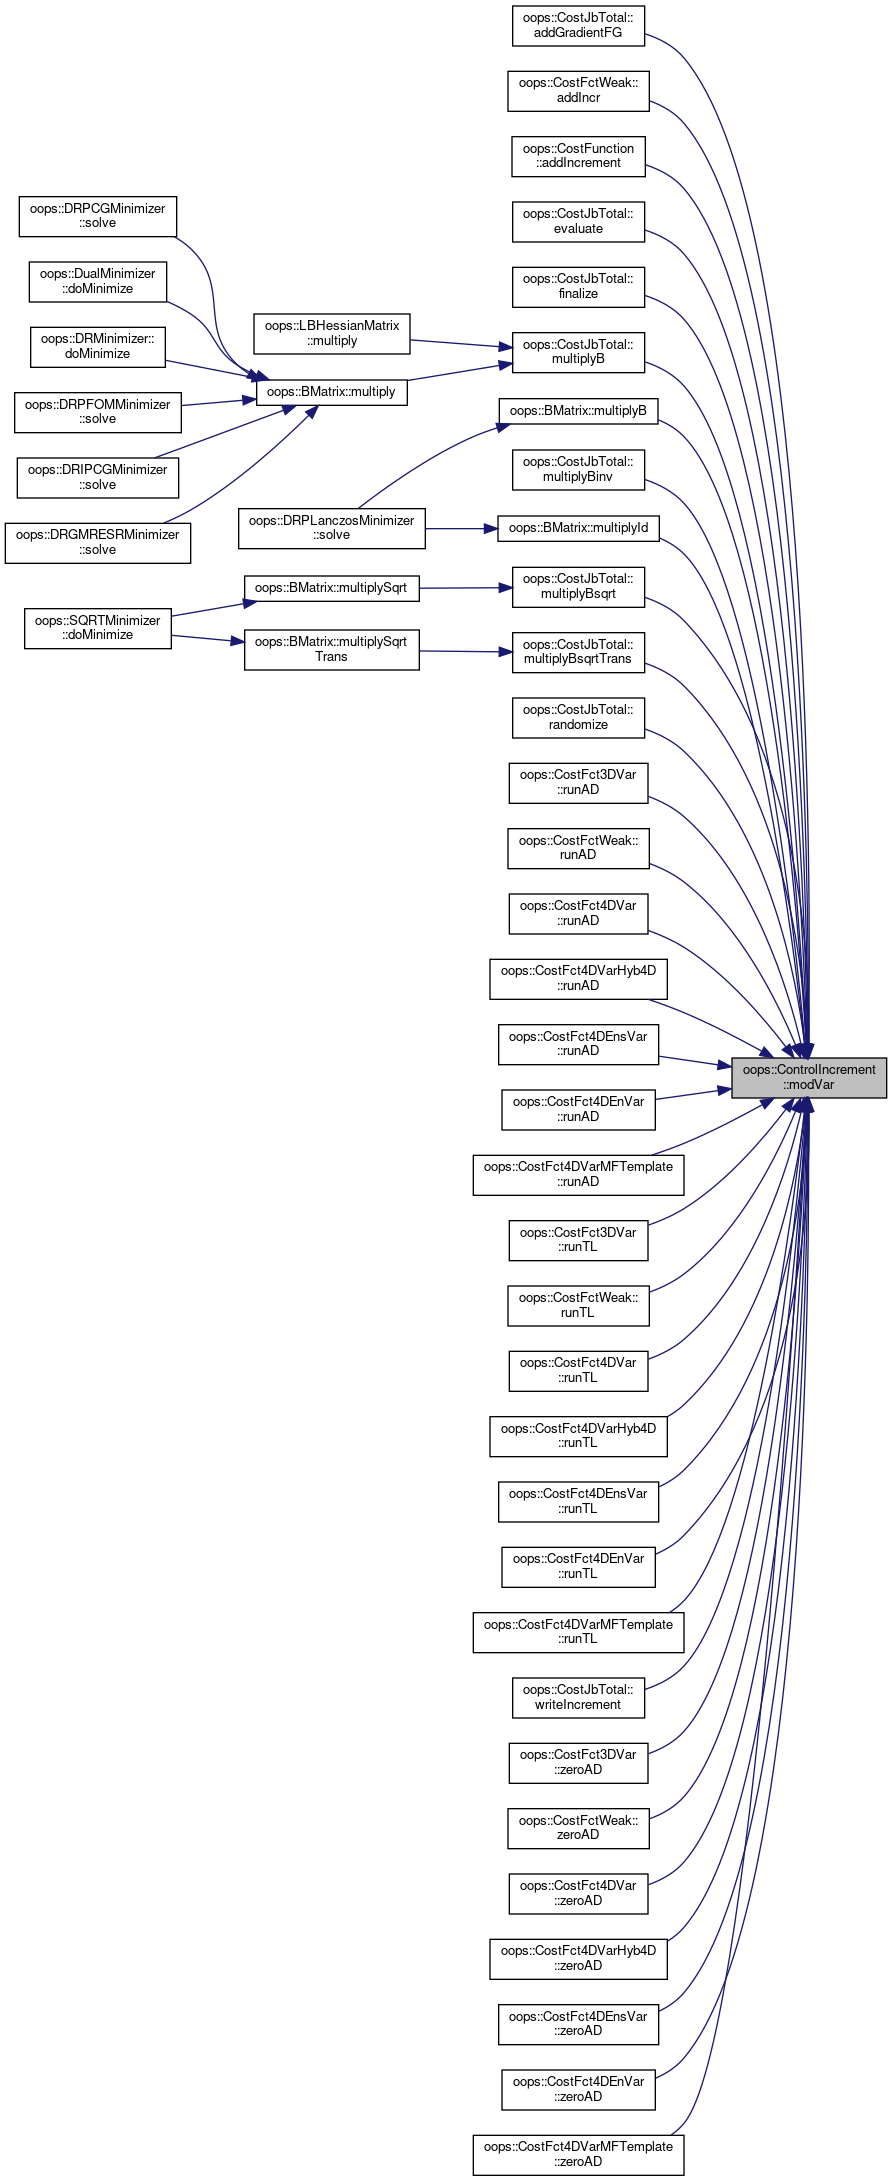 oops::CostJbTotal::
addGradientFG
oops::CostFctWeak::
addIncr
oops::CostFunction
::addIncrement
oops::CostJbTotal::
evaluate
oops::CostJbTotal::
finalize
oops::CostJbTotal::
multiplyB
oops::LBHessianMatrix
::multiply
oops::BMatrix::multiply
oops::DRPCGMinimizer
::solve
oops::DualMinimizer
::doMinimize
oops::DRMinimizer::
doMinimize
oops::DRPFOMMinimizer
::solve
oops::DRIPCGMinimizer
::solve
oops::DRGMRESRMinimizer
::solve
oops::BMatrix::multiplyB
oops::DRPLanczosMinimizer
::solve
oops::CostJbTotal::
multiplyBinv
oops::BMatrix::multiplyId
oops::CostJbTotal::
multiplyBsqrt
oops::BMatrix::multiplySqrt
oops::SQRTMinimizer
::doMinimize
oops::CostJbTotal::
multiplyBsqrtTrans
oops::BMatrix::multiplySqrt
Trans
oops::CostJbTotal::
randomize
oops::CostFct3DVar
::runAD
oops::CostFctWeak::
runAD
oops::CostFct4DVar
::runAD
oops::CostFct4DVarHyb4D
::runAD
oops::CostFct4DEnsVar
::runAD
oops::ControlIncrement
::modVar
oops::CostFct4DEnVar
::runAD
oops::CostFct4DVarMFTemplate
::runAD
oops::CostFct3DVar
::runTL
oops::CostFctWeak::
runTL
oops::CostFct4DVar
::runTL
oops::CostFct4DVarHyb4D
::runTL
oops::CostFct4DEnsVar
::runTL
oops::CostFct4DEnVar
::runTL
oops::CostFct4DVarMFTemplate
::runTL
oops::CostJbTotal::
writeIncrement
oops::CostFct3DVar
::zeroAD
oops::CostFctWeak::
zeroAD
oops::CostFct4DVar
::zeroAD
oops::CostFct4DVarHyb4D
::zeroAD
oops::CostFct4DEnsVar
::zeroAD
oops::CostFct4DEnVar
::zeroAD
oops::CostFct4DVarMFTemplate
::zeroAD